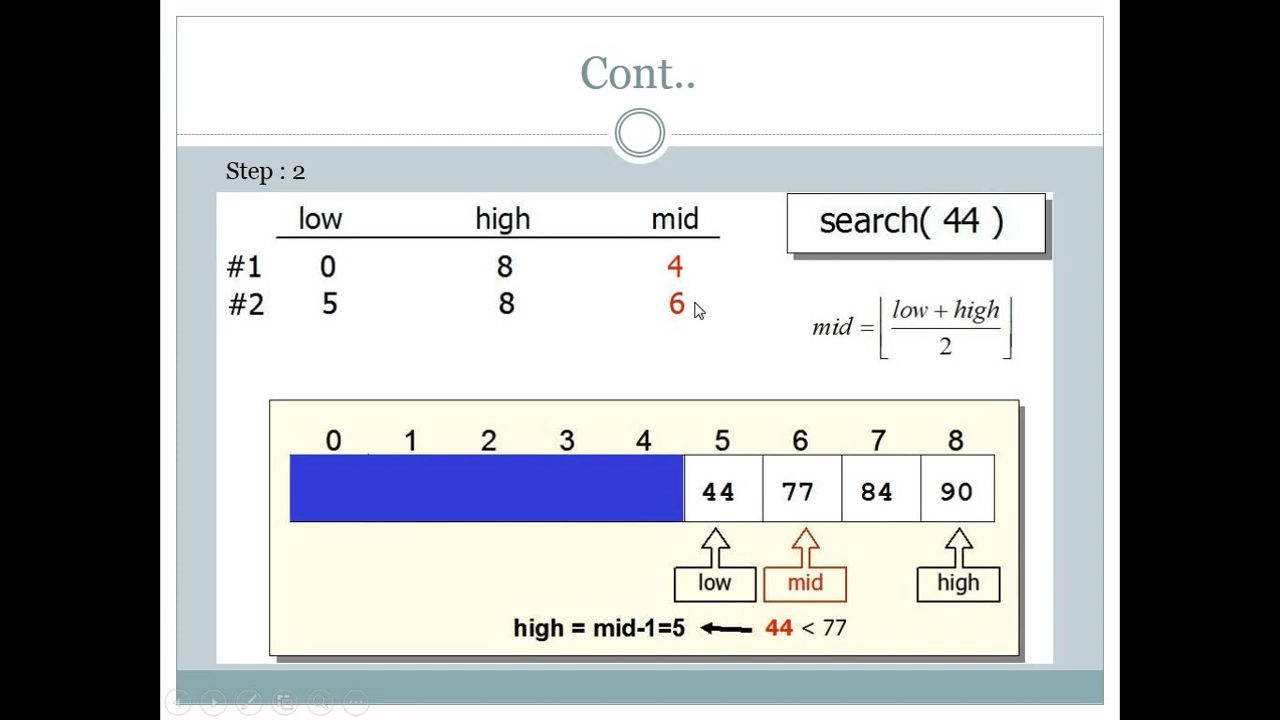 Cont..
Step : 2
low high mid
#1 0 8 4
#2 5 8 6
search( 44 )
mid = ⌊(low + high)/2⌋
0 1 2 3 4 5 6 7 8
44 77 84 90
low mid high
high = mid-1=5 44 < 77